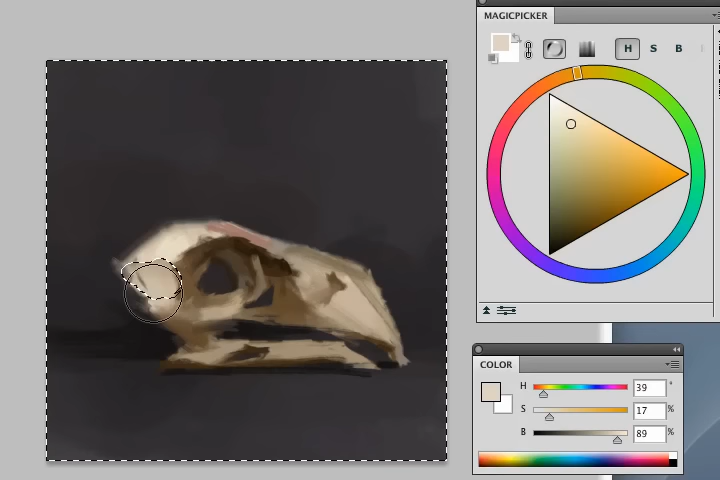 MAGICPICKER
H S B
COLOR
H 39 °
S 17 %
B 89 %